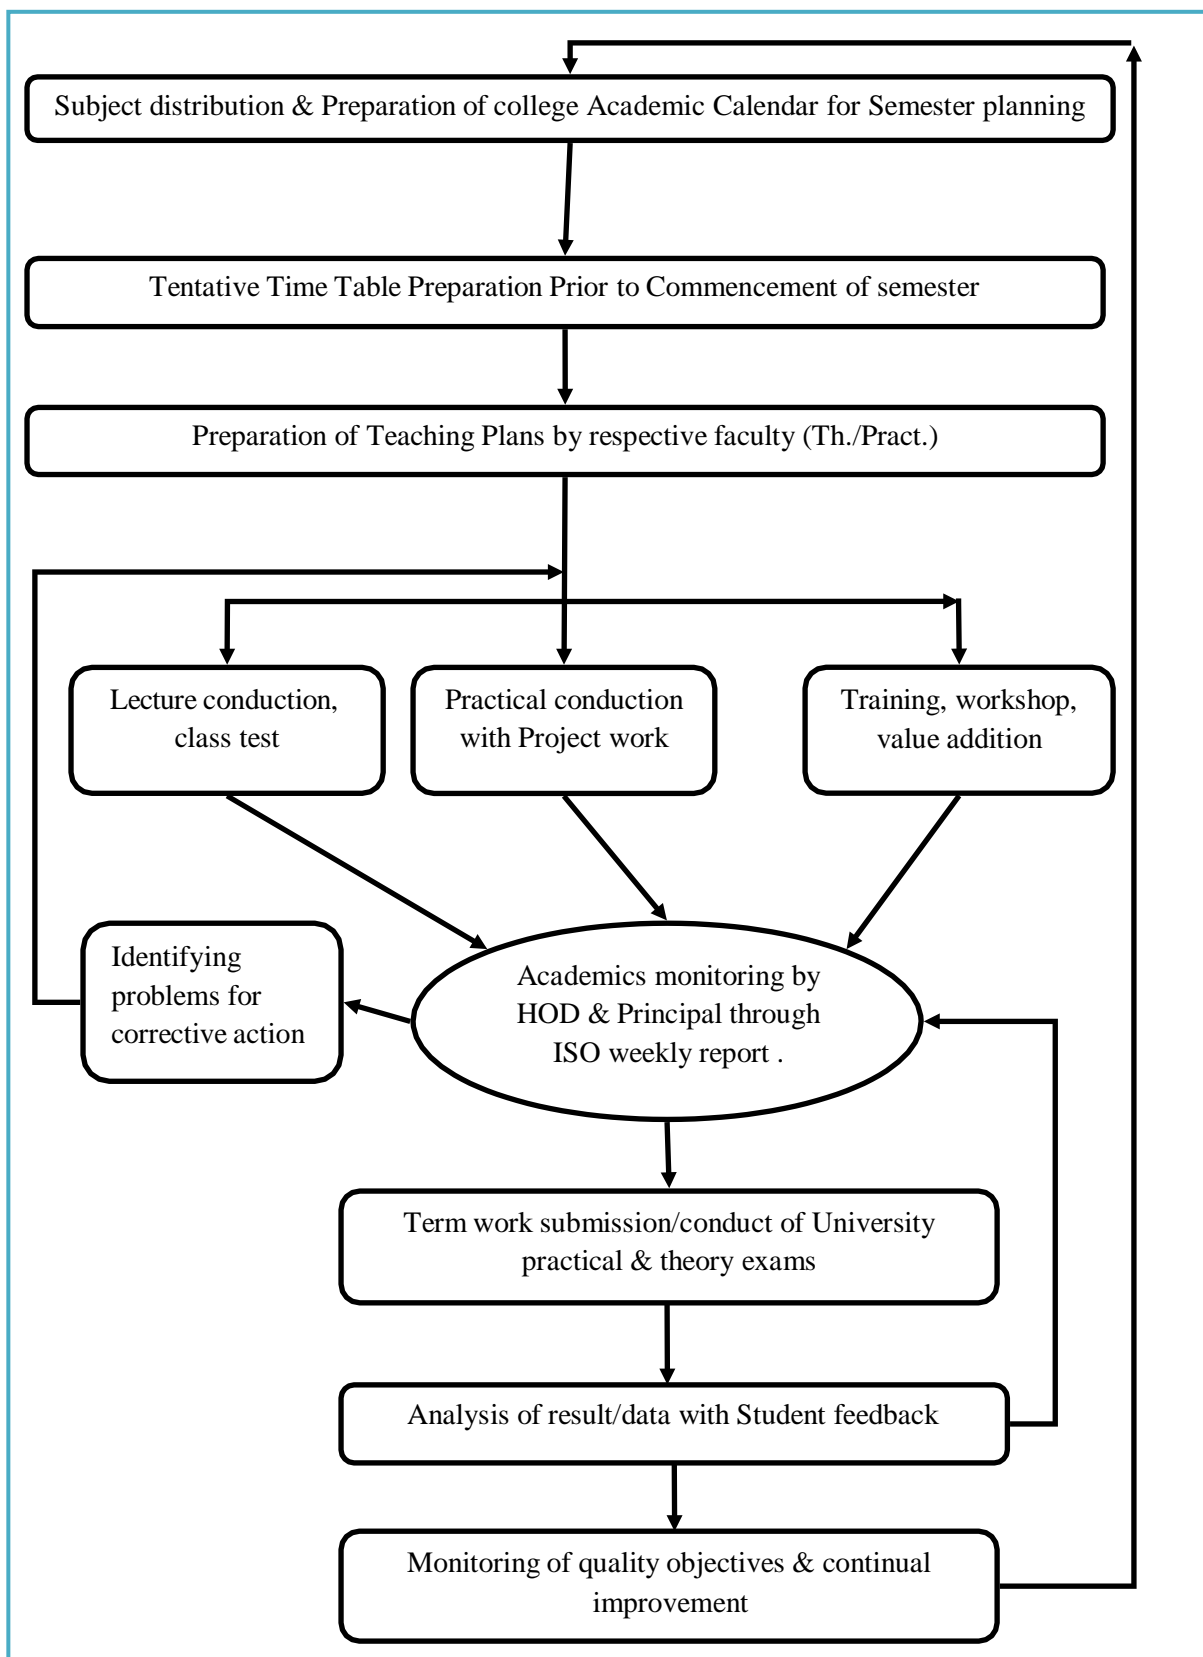 Subject distribution & Preparation of college Academic Calendar for Semester planning
Tentative Time Table Preparation Prior to Commencement of semester
Preparation of Teaching Plans by respective faculty (Th./Pract.)
Lecture conduction,
class test
Practical conduction
with Project work
Training, workshop,
value addition
Identifying
problems for
corrective action
Academics monitoring by
HOD & Principal through
ISO weekly report .
Term work submission/conduct of University
practical & theory exams
Analysis of result/data with Student feedback
Monitoring of quality objectives & continual
improvement